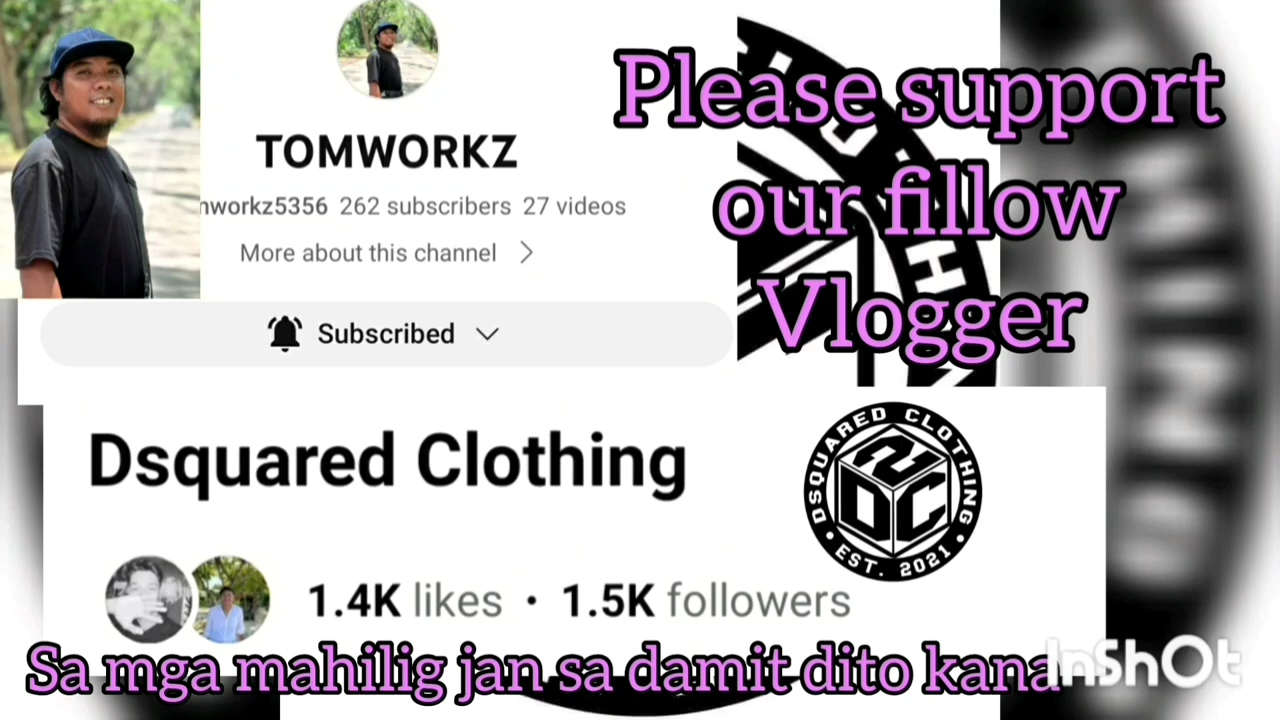 TOMWORKZ
nworkz5356 262 subscribers 27 videos
More about this channel
Subscribed
Please support
our fillow
Vlogger
Dsquared Clothing
DSQUARED CLOTHING
2
DC
EST. 2021
1.4K likes • 1.5K followers
Sa mga mahilig jan sa damit dito kana
InShOt